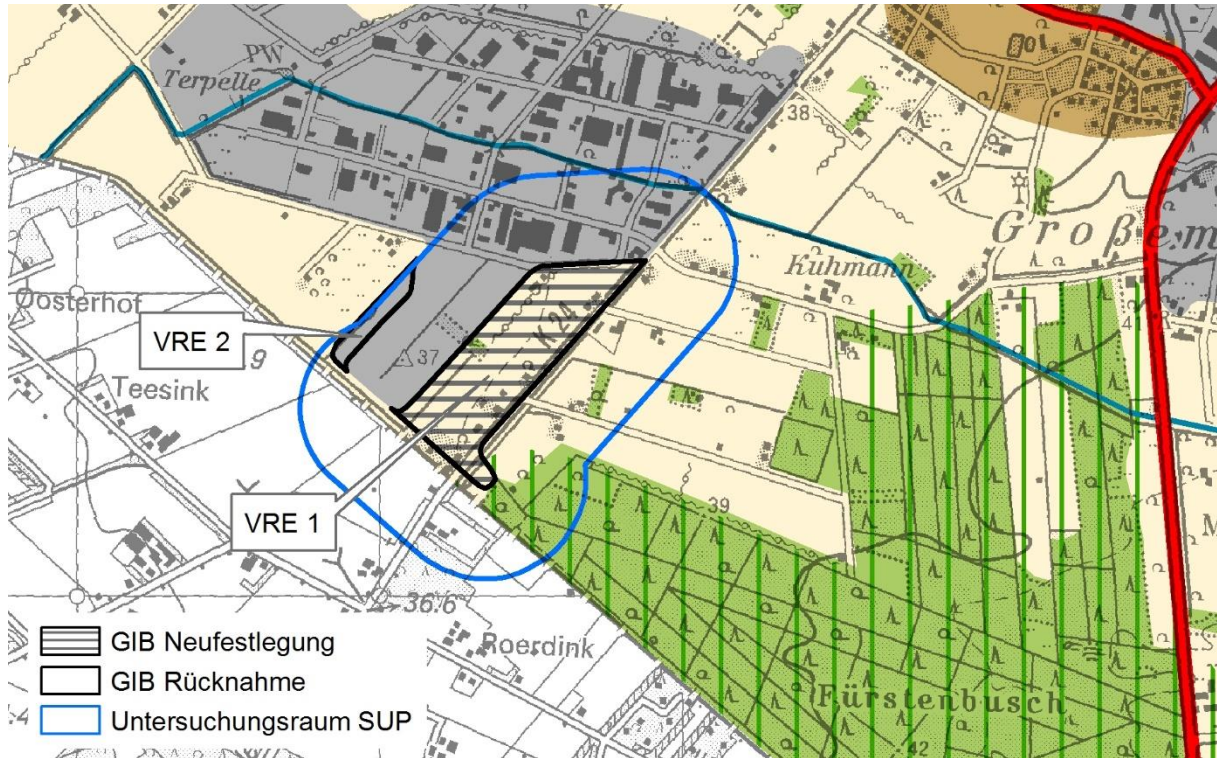 PW
Terpelle
38
Großem
Kuhmann
Oosterhof
VRE 2
9
37
K 24
Teesink
39
VRE 1
36.6
Roerdink
GIB Neufestlegung
GIB Rücknahme
Untersuchungsraum SUP
Fürstenbusch
42